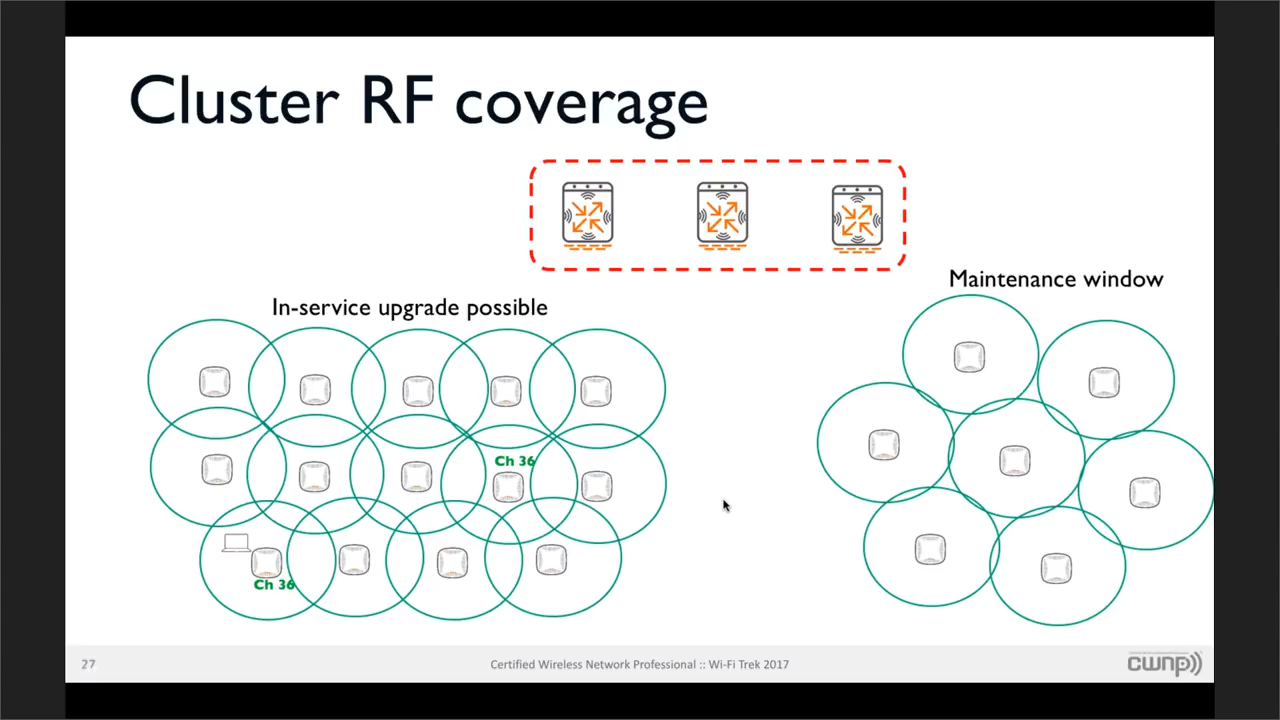 Cluster RF coverage
Maintenance window
In-service upgrade possible
Ch 36
Ch 36
27
Certified Wireless Network Professional :: Wi-Fi Trek 2017
cwnp